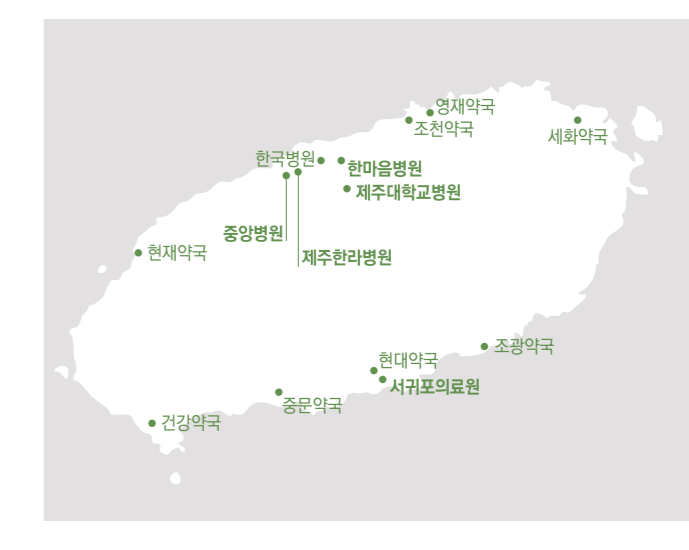 영재약국
조천약국
세화약국
한국병원
한마음병원
제주대학교병원
중앙병원
현재약국
제주한라병원
조광약국
현대약국
서귀포의료원
중문약국
건강약국